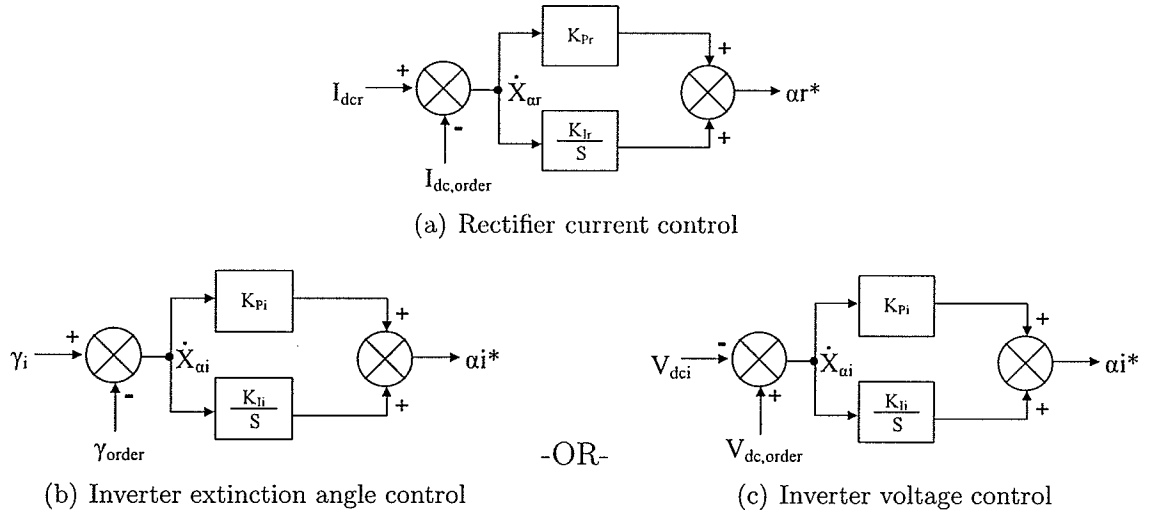 K_Pr
+
+
I_dcr
Ẋ_αr
αr*
-
K_Ir
S
+
I_dc,order
(a) Rectifier current control
K_Pi
+
+
γ_i
Ẋ_αi
αi*
-
K_Ii
S
+
γ_order
(b) Inverter extinction angle control
-OR-
K_Pi
+
-
V_dci
Ẋ_αi
αi*
+
K_Ii
S
+
V_dc,order
(c) Inverter voltage control